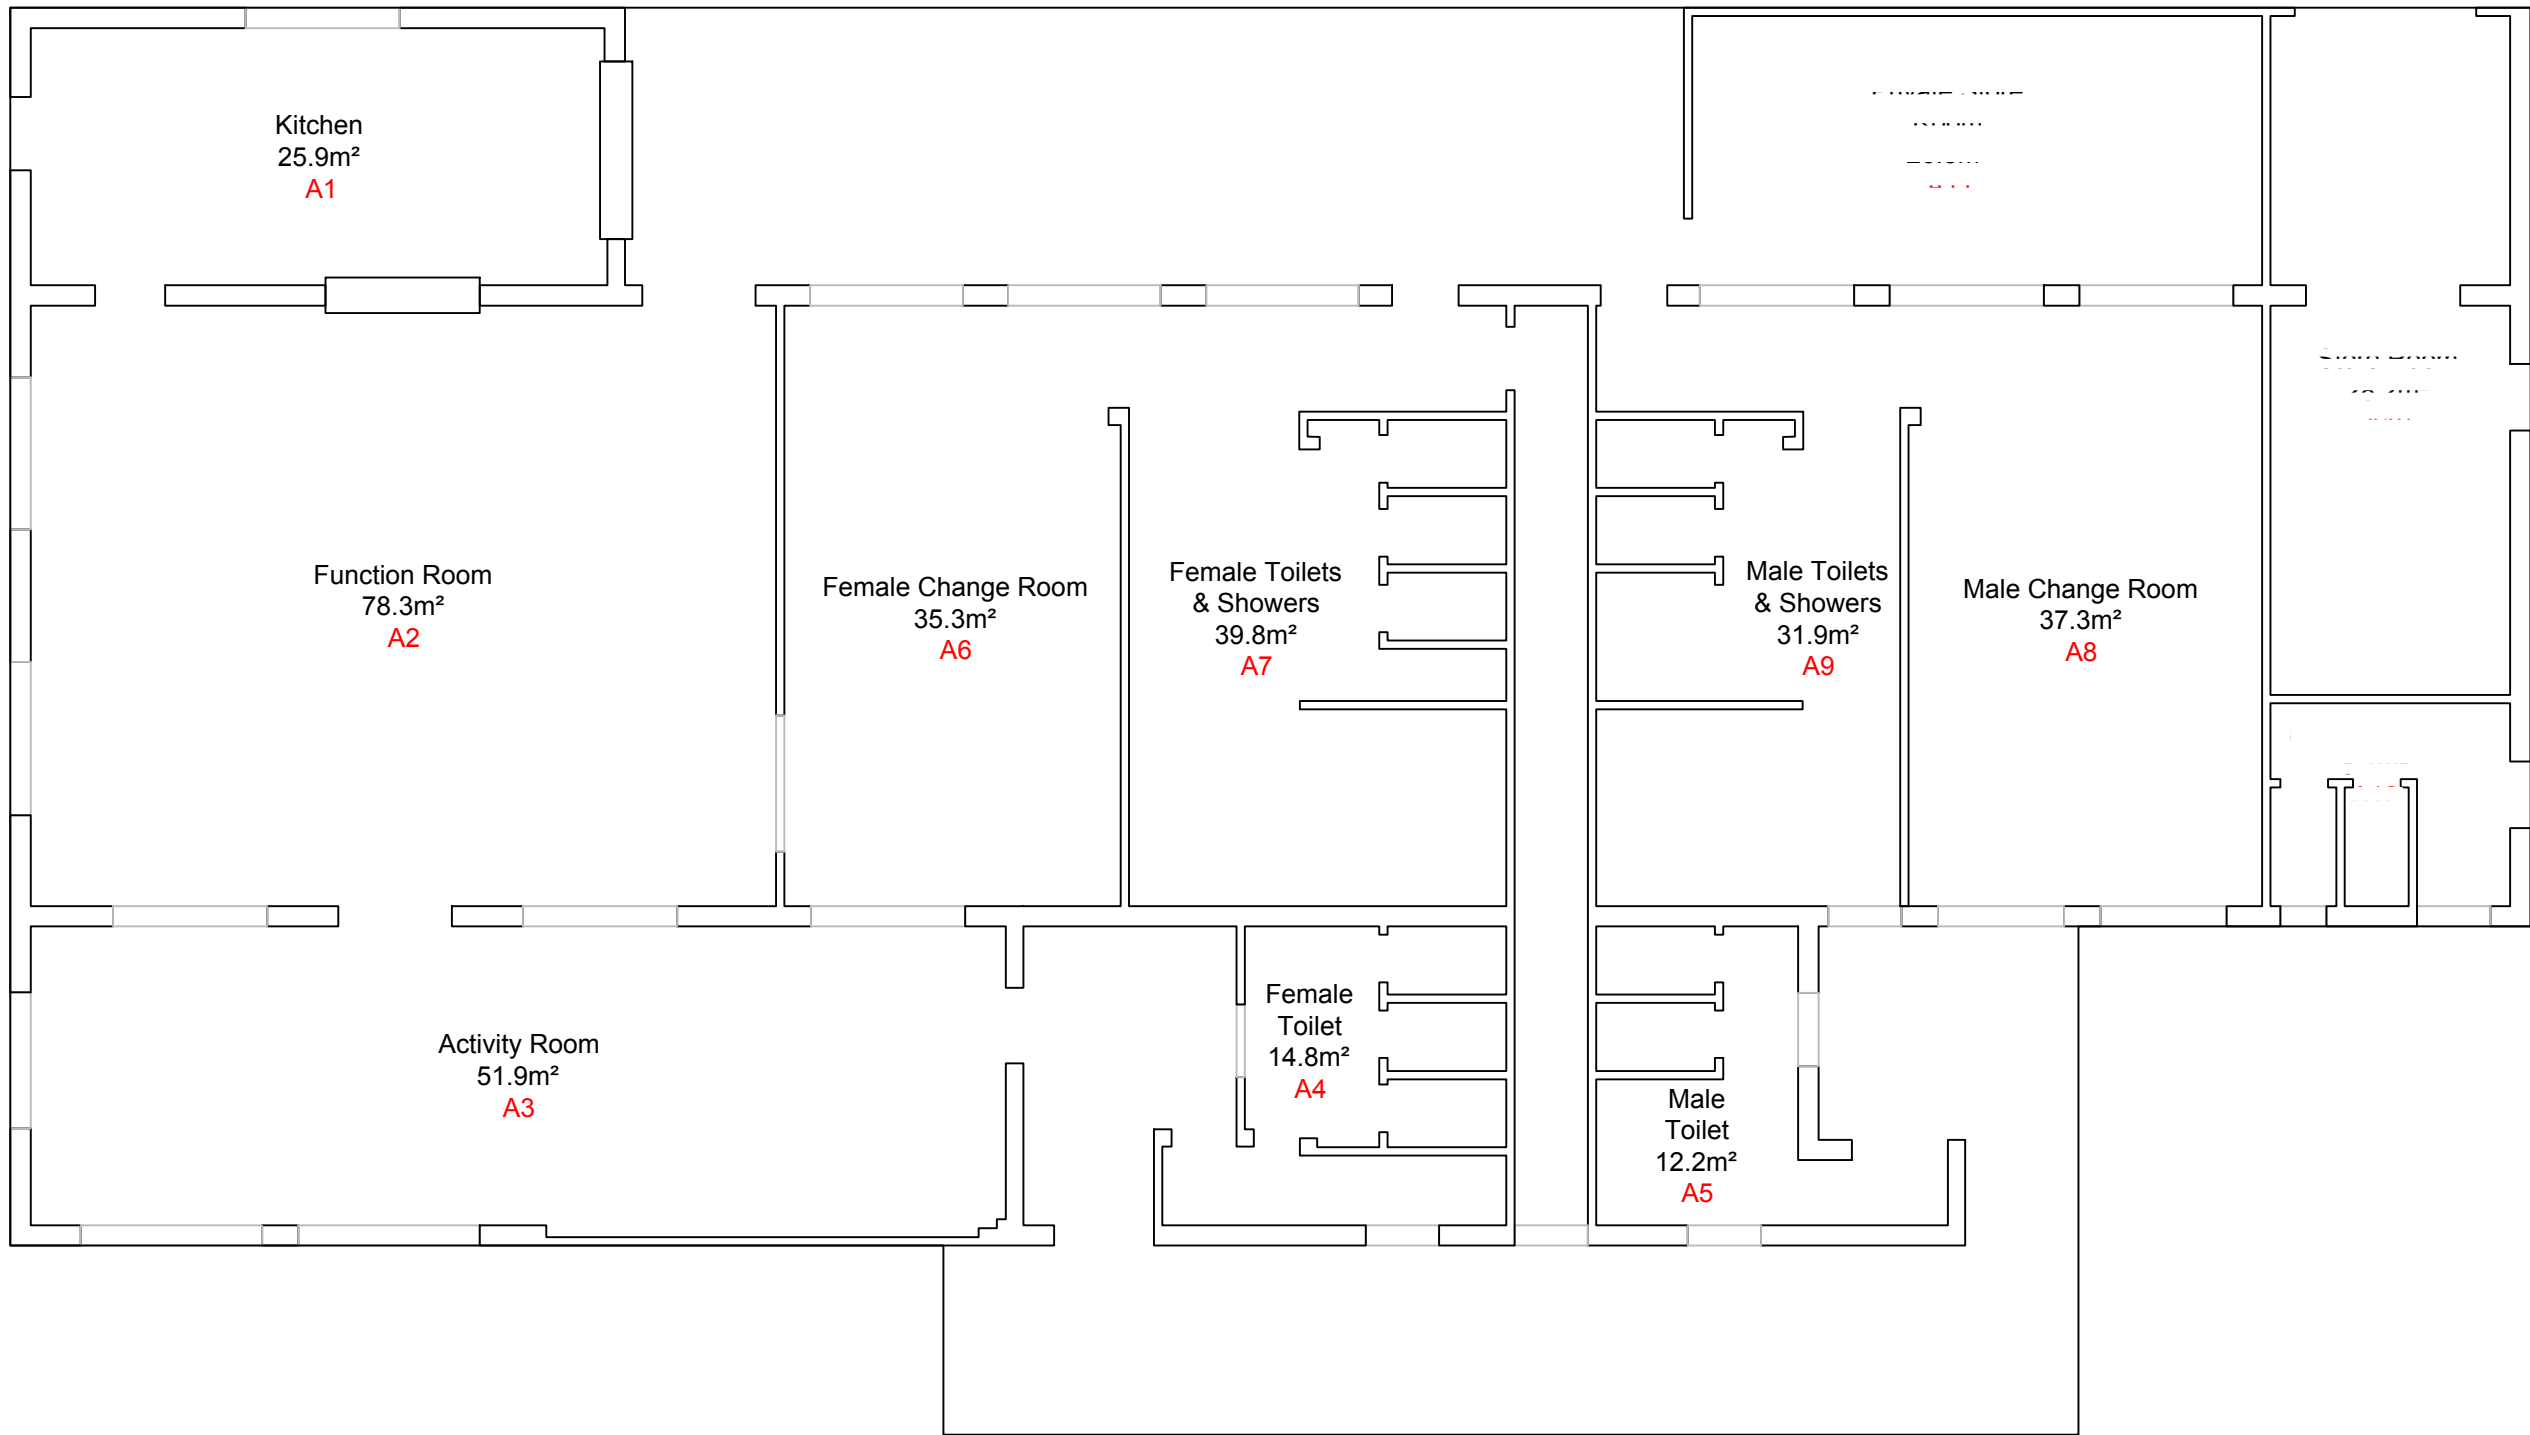 Kitchen
25.9m²
A1
Function Room
78.3m²
A2
Female Change Room
35.3m²
A6
Female Toilets
& Showers
39.8m²
A7
Male Toilets
& Showers
31.9m²
A9
Male Change Room
37.3m²
A8
Activity Room
51.9m²
A3
Female
Toilet
14.8m²
A4
Male
Toilet
12.2m²
A5